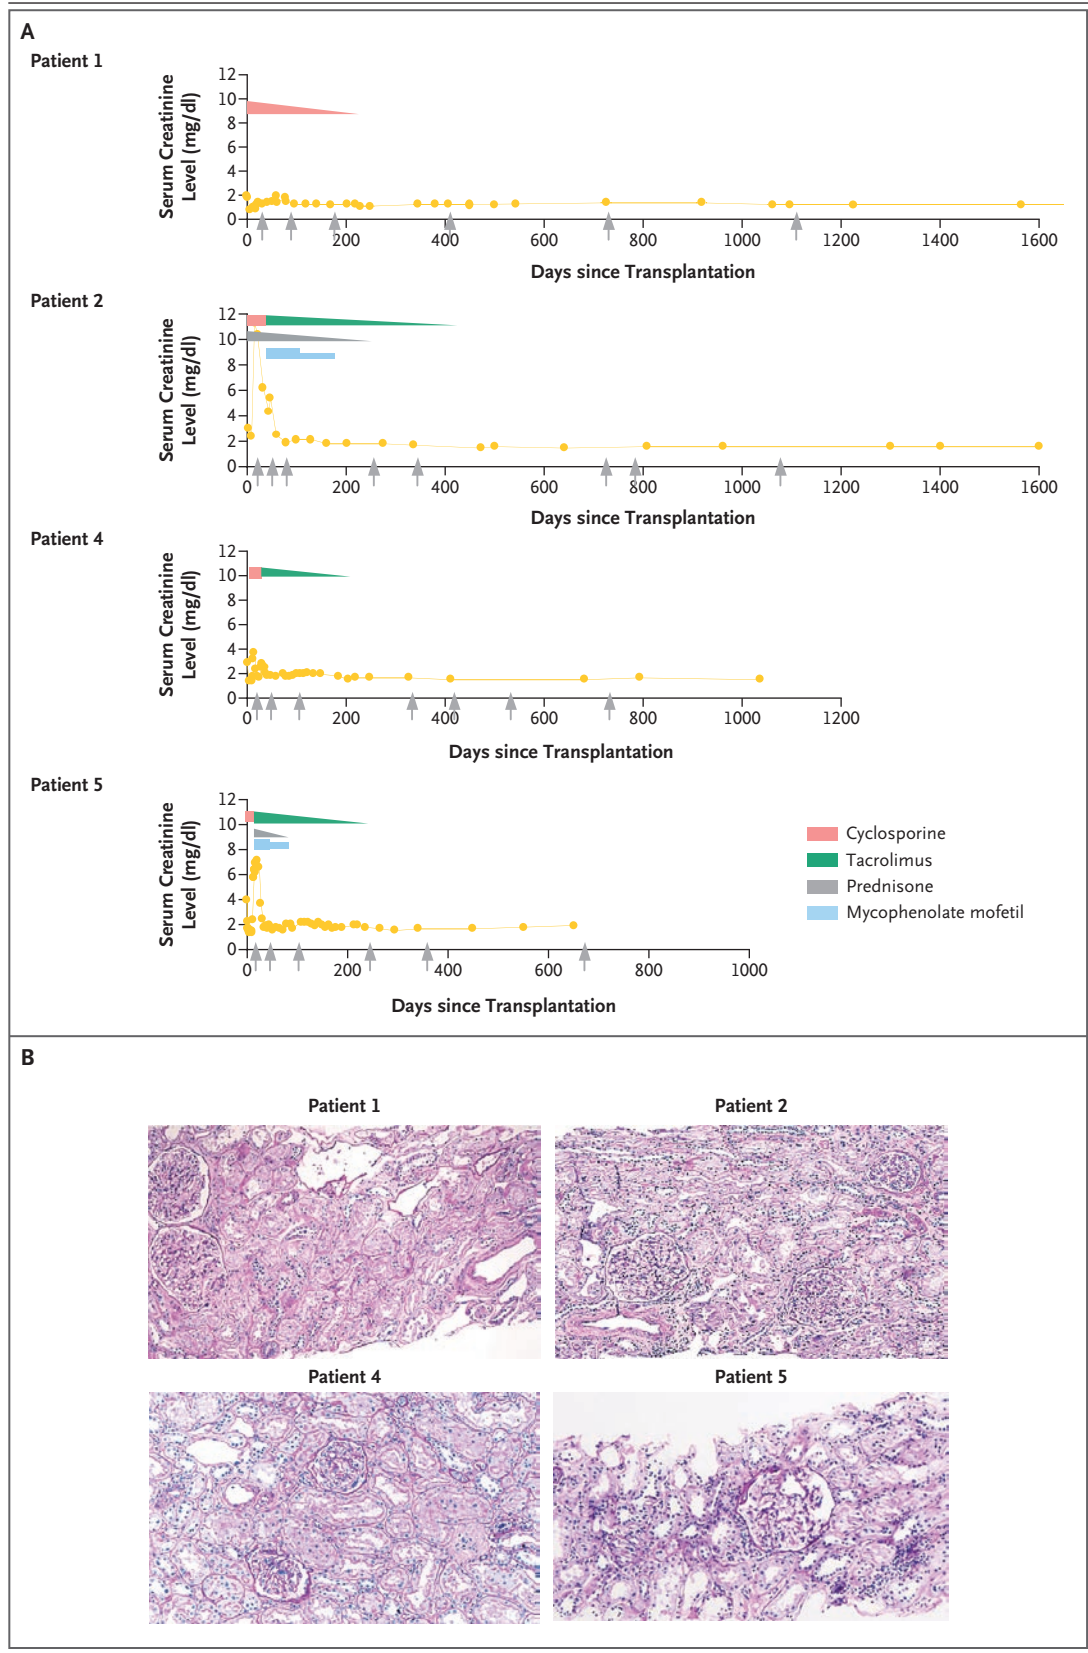 A
Patient 1
Serum Creatinine
Level (mg/dl)
12
10
8
6
4
2
0
0 200 400 600 800 1000 1200 1400 1600
Days since Transplantation
Patient 2
Serum Creatinine
Level (mg/dl)
12
10
8
6
4
2
0
0 200 400 600 800 1000 1200 1400 1600
Days since Transplantation
Patient 4
Serum Creatinine
Level (mg/dl)
12
10
8
6
4
2
0
0 200 400 600 800 1000 1200
Days since Transplantation
Patient 5
Serum Creatinine
Level (mg/dl)
12
10
8
6
4
2
0
0 200 400 600 800 1000
Days since Transplantation
Cyclosporine
Tacrolimus
Prednisone
Mycophenolate mofetil
B
Patient 1
Patient 2
Patient 4
Patient 5